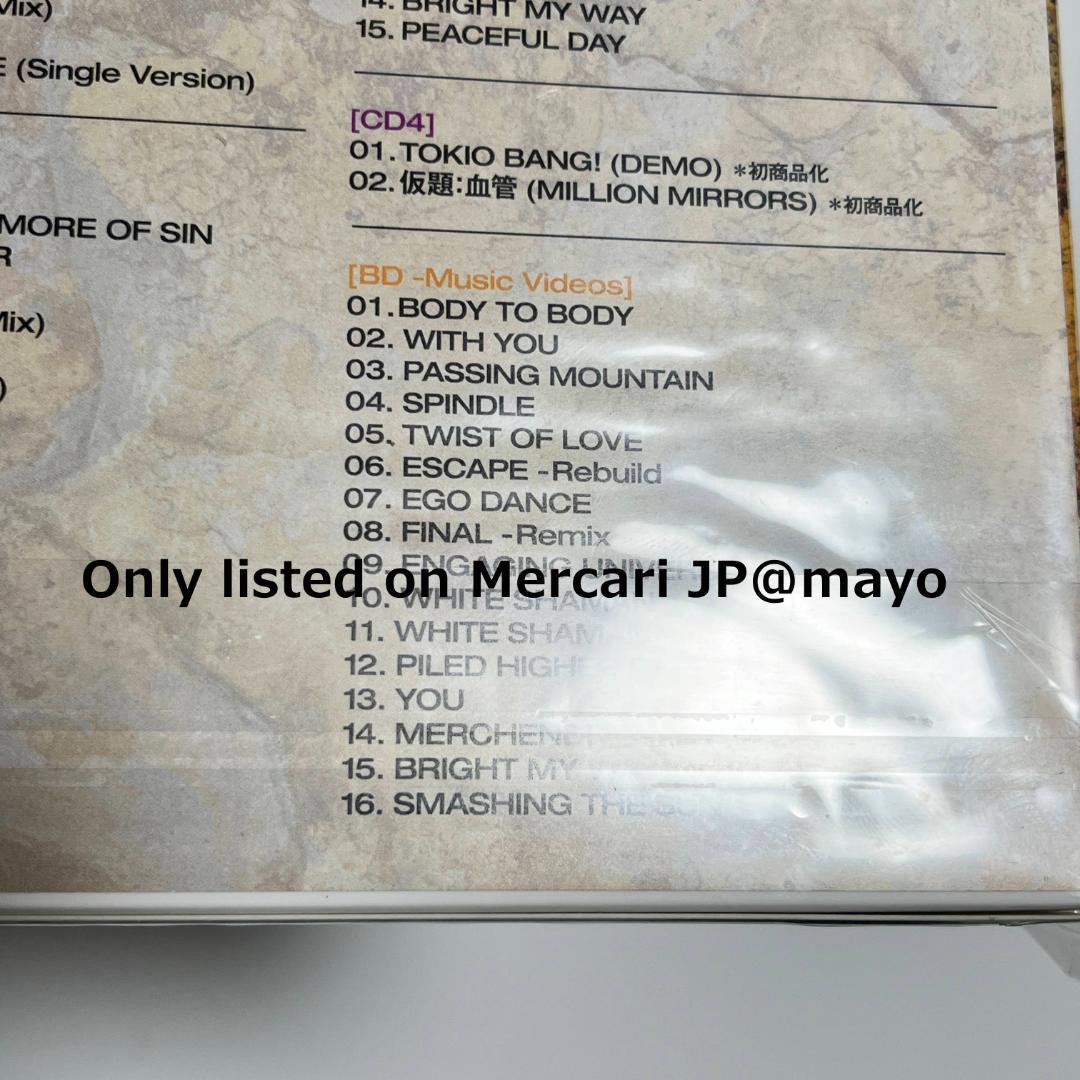 Mix)
E (Single Version)
MORE OF SIN
R
Mix)
)
14. BRIGHT MY WAY
15. PEACEFUL DAY
[CD4]
01. TOKIO BANG! (DEMO) *初商品化
02. 仮題:血管 (MILLION MIRRORS) *初商品化
[BD -Music Videos]
01. BODY TO BODY
02. WITH YOU
03. PASSING MOUNTAIN
04. SPINDLE
05. TWIST OF LOVE
06. ESCAPE -Rebuild
07. EGO DANCE
08. FINAL -Remix
09. ENGAGING
Only listed on Mercari JP@mayo
10. WHITE
11. WHITE
12. PILED
13. YOU
14.
15. BRIGHT MY
16. SMASHING THE